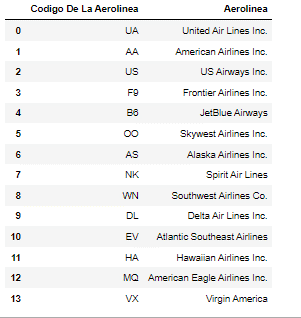 Codigo De La Aerolinea Aerolinea
0 UA United Air Lines Inc.
1 AA American Airlines Inc.
2 US US Airways Inc.
3 F9 Frontier Airlines Inc.
4 B6 JetBlue Airways
5 OO Skywest Airlines Inc.
6 AS Alaska Airlines Inc.
7 NK Spirit Air Lines
8 WN Southwest Airlines Co.
9 DL Delta Air Lines Inc.
10 EV Atlantic Southeast Airlines
11 HA Hawaiian Airlines Inc.
12 MQ American Eagle Airlines Inc.
13 VX Virgin America